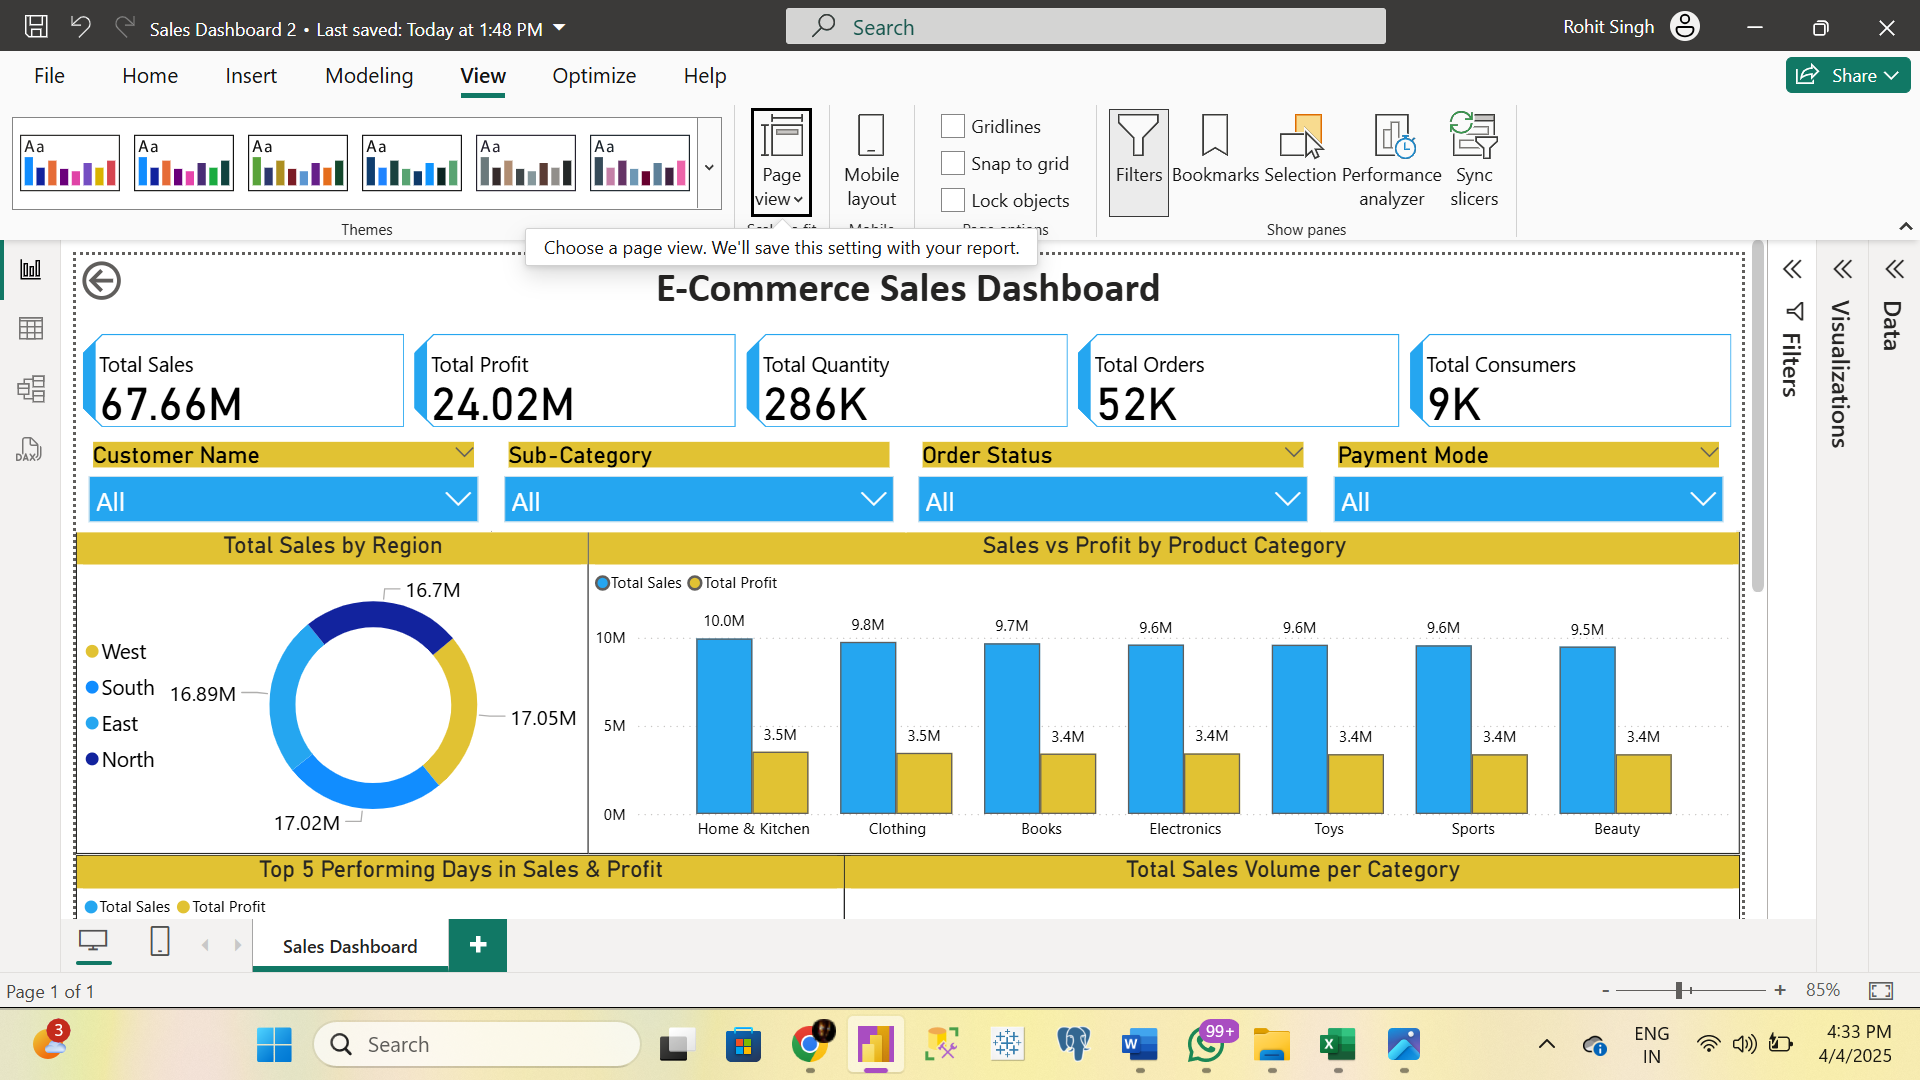 Sales Dashboard 2 • Last saved: Today at 1:48 PM
Search
Rohit Singh
File
Home
Insert
Modeling
View
Optimize
Help
Share
Aa
Aa
Aa
Aa
Aa
Aa
Themes
Page
view
Mobile
layout
Gridlines
Snap to grid
Lock objects
Filters
Bookmarks
Selection
Performance
analyzer
Sync
slicers
Show panes
Choose a page view. We'll save this setting with your report.
E-Commerce Sales Dashboard
Total Sales
67.66M
Total Profit
24.02M
Total Quantity
286K
Total Orders
52K
Total Consumers
9K
Customer Name
All
Sub-Category
All
Order Status
All
Payment Mode
All
Total Sales by Region
West
South
East
North
16.7M
16.89M
17.05M
17.02M
Sales vs Profit by Product Category
Total Sales
Total Profit
10M
5M
0M
10.0M
9.8M
9.7M
9.6M
9.6M
9.6M
9.5M
3.5M
3.5M
3.4M
3.4M
3.4M
3.4M
3.4M
Home & Kitchen
Clothing
Books
Electronics
Toys
Sports
Beauty
Top 5 Performing Days in Sales & Profit
Total Sales
Total Profit
Total Sales Volume per Category
Filters
Visualizations
Data
DAX
Sales Dashboard
+
Page 1 of 1
- + 85%
3
Search
99+
ENG
IN
4:33 PM
4/4/2025